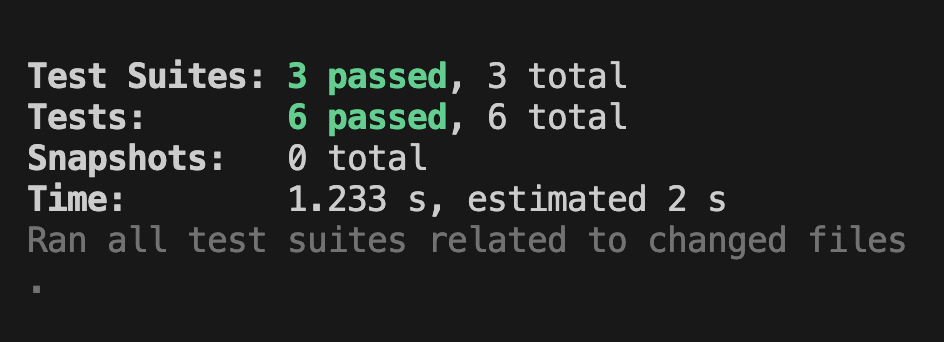 Test Suites: 3 passed, 3 total
Tests:       6 passed, 6 total
Snapshots:   0 total
Time:        1.233 s, estimated 2 s
Ran all test suites related to changed files
.